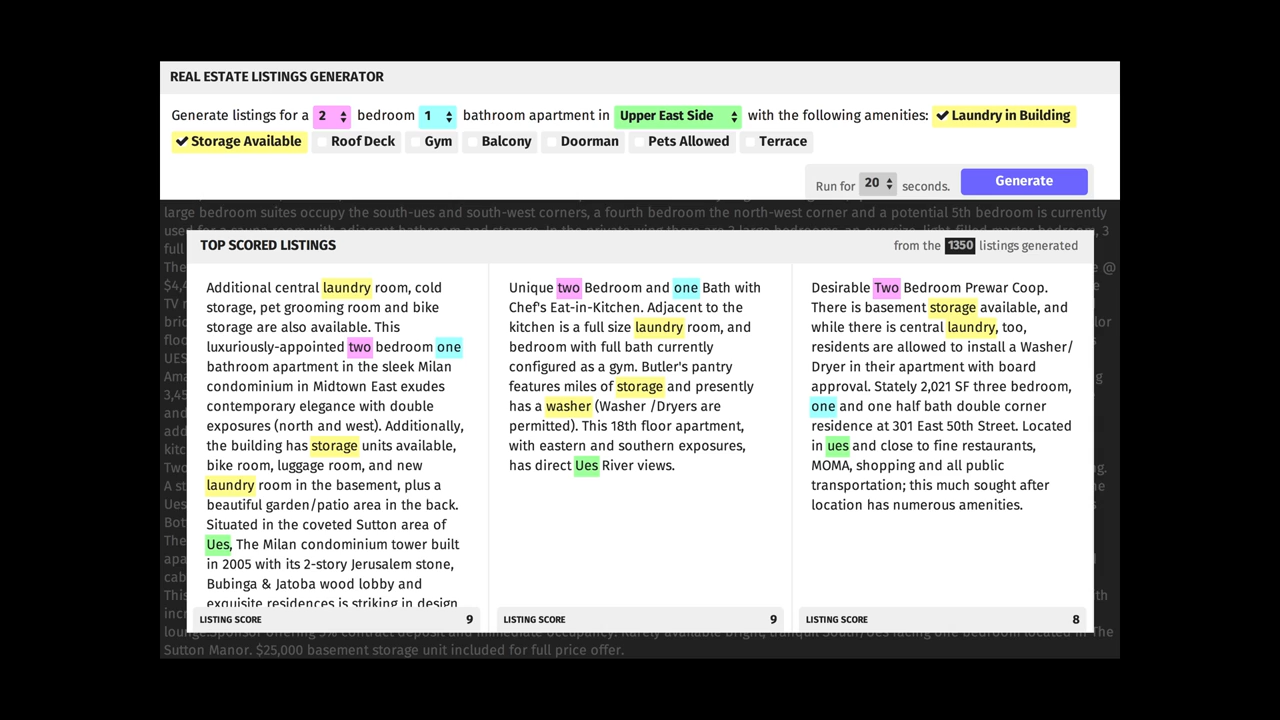 REAL ESTATE LISTINGS GENERATOR
Generate listings for a 2 bedroom 1 bathroom apartment in Upper East Side with the following amenities: Laundry in Building
Storage Available Roof Deck Gym Balcony Doorman Pets Allowed Terrace
Run for 20 seconds. Generate
large bedroom suites occupy the south-ues and south-west corners, a fourth bedroom the north-west corner and a potential 5th bedroom is currently
TOP SCORED LISTINGS
from the 1350 listings generated
Additional central laundry room, cold
storage, pet grooming room and bike
storage are also available. This
luxuriously-appointed two bedroom one
bathroom apartment in the sleek Milan
condominium in Midtown East exudes
contemporary elegance with double
exposures (north and west). Additionally,
the building has storage units available,
bike room, luggage room, and new
laundry room in the basement, plus a
beautiful garden/patio area in the back.
Situated in the coveted Sutton area of
Ues, The Milan condominium tower built
in 2005 with its 2-story Jerusalem stone,
Bubinga & Jatoba wood lobby and
exquisite residences is striking in design
LISTING SCORE 9
Unique two Bedroom and one Bath with
Chef's Eat-in-Kitchen. Adjacent to the
kitchen is a full size laundry room, and
bedroom with full bath currently
configured as a gym. Butler's pantry
features miles of storage and presently
has a washer (Washer /Dryers are
permitted). This 18th floor apartment,
with eastern and southern exposures,
has direct Ues River views.
LISTING SCORE 9
Desirable Two Bedroom Prewar Coop.
There is basement storage available, and
while there is central laundry, too,
residents are allowed to install a Washer/
Dryer in their apartment with board
approval. Stately 2,021 SF three bedroom,
one and one half bath double corner
residence at 301 East 50th Street. Located
in ues and close to fine restaurants,
MOMA, shopping and all public
transportation; this much sought after
location has numerous amenities.
LISTING SCORE 8
Sutton Manor. $25,000 basement storage unit included for full price offer.